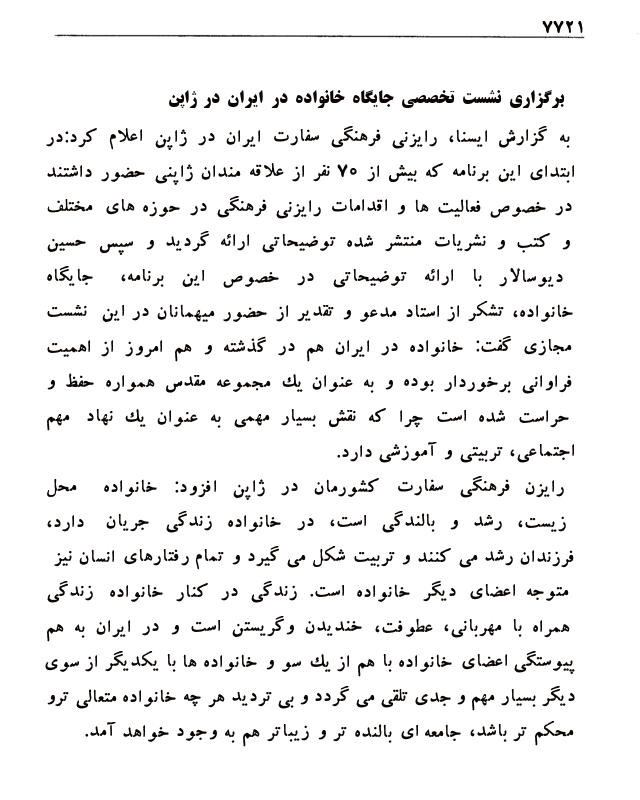 ۷۷۲۱
برگزاری نشست تخصصی جایگاه خانواده در ایران در ژاپن
به گزارش ایسنا، رایزنی فرهنگی سفارت ایران در ژاپن اعلام کرد:در
ابتدای این برنامه که بیش از ۷۰ نفر از علاقه مندان ژاپنی حضور داشتند
در خصوص فعالیت ها و اقدامات رایزنی فرهنگی در حوزه های مختلف
و کتب و نشریات منتشر شده توضیحاتی ارائه گردید و سپس حسین
دیوسالار با ارائه توضیحاتی در خصوص این برنامه، جایگاه
خانواده، تشکر از استاد مدعو و تقدیر از حضور میهمانان در این نشست
مجازی گفت: خانواده در ایران هم در گذشته و هم امروز از اهمیت
فراوانی برخوردار بوده و به عنوان یك مجموعه مقدس همواره حفظ و
حراست شده است چرا که نقش بسیار مهمی به عنوان یك نهاد مهم
اجتماعی، تربیتی و آموزشی دارد.
رایزن فرهنگی سفارت کشورمان در ژاپن افزود: خانواده محل
زیست، رشد و بالندگی است، در خانواده زندگی جریان دارد،
فرزندان رشد می کنند و تربیت شکل می گیرد و تمام رفتارهای انسان نیز
متوجه اعضای دیگر خانواده است. زندگی در کنار خانواده زندگی
همراه با مهربانی، عطوفت، خندیدن وگریستن است و در ایران به هم
پیوستگی اعضای خانواده با هم از یك سو و خانواده ها با یکدیگر از سوی
دیگر بسیار مهم و جدی تلقی می گردد و بی تردید هر چه خانواده متعالی ترو
محکم تر باشد، جامعه ای بالنده تر و زیباتر هم به وجود خواهد آمد.